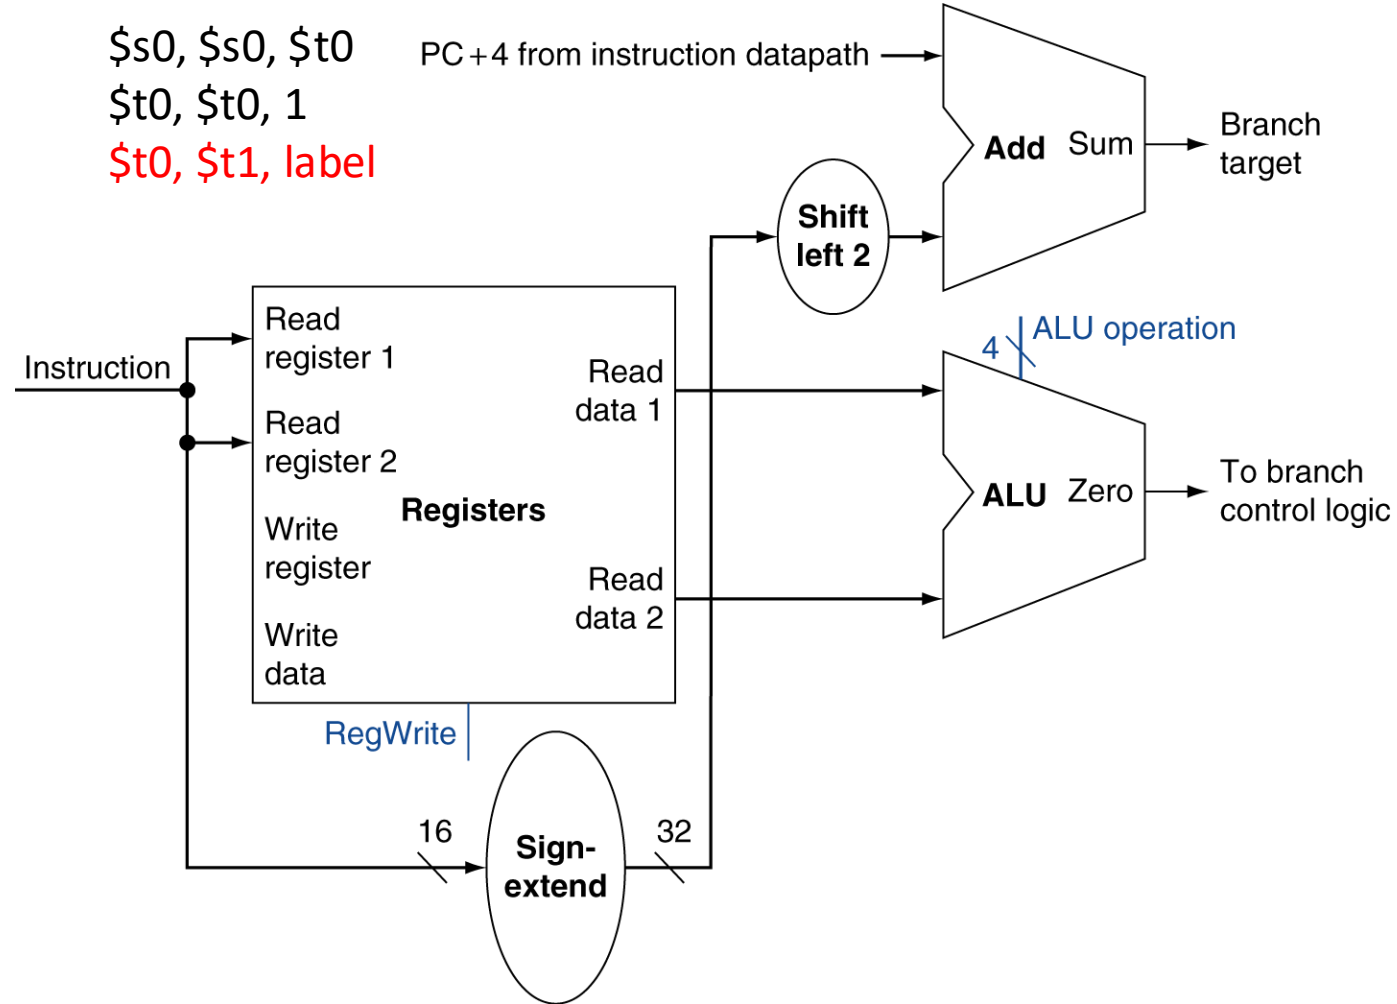 $s0, $s0, $t0
$t0, $t0, 1
$t0, $t1, label
PC+4 from instruction datapath
Add Sum
Branch
target
Shift
left 2
Instruction
Read
register 1
Read
register 2
Write
register
Write
data
Registers
Read
data 1
Read
data 2
RegWrite
4
ALU operation
ALU Zero
To branch
control logic
16
Sign-
extend
32